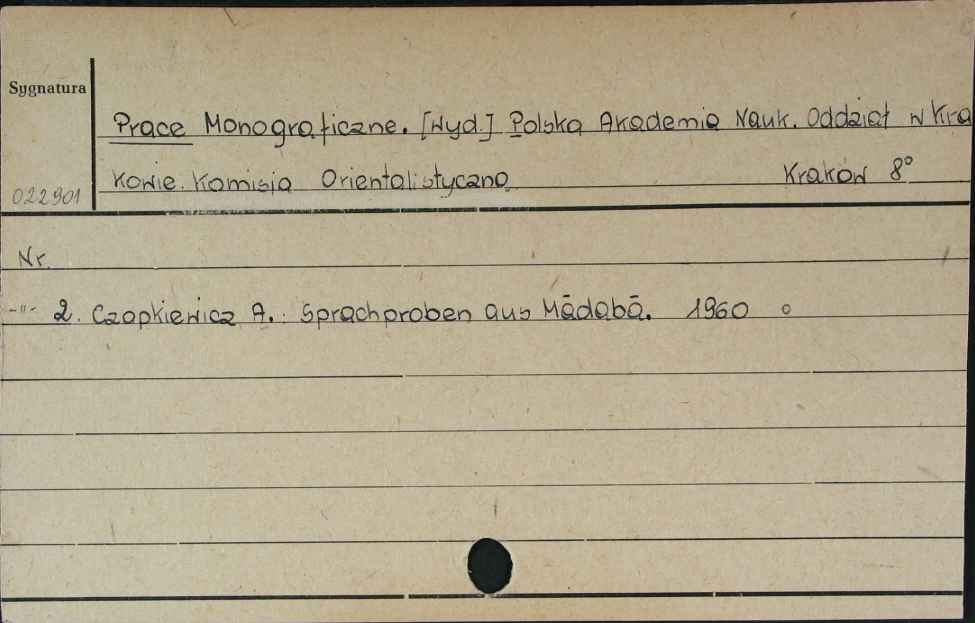 Sygnatura
Prace Monograficzne. [Wyd.] Polska Akademia Nauk. Oddział w Kra
kowie. Komisja Orientalistyczna Kraków 8°
022901
Nr.
-"- 2. Czapkiewicz A.: Sprachproben aus Mādabā. 1960 o